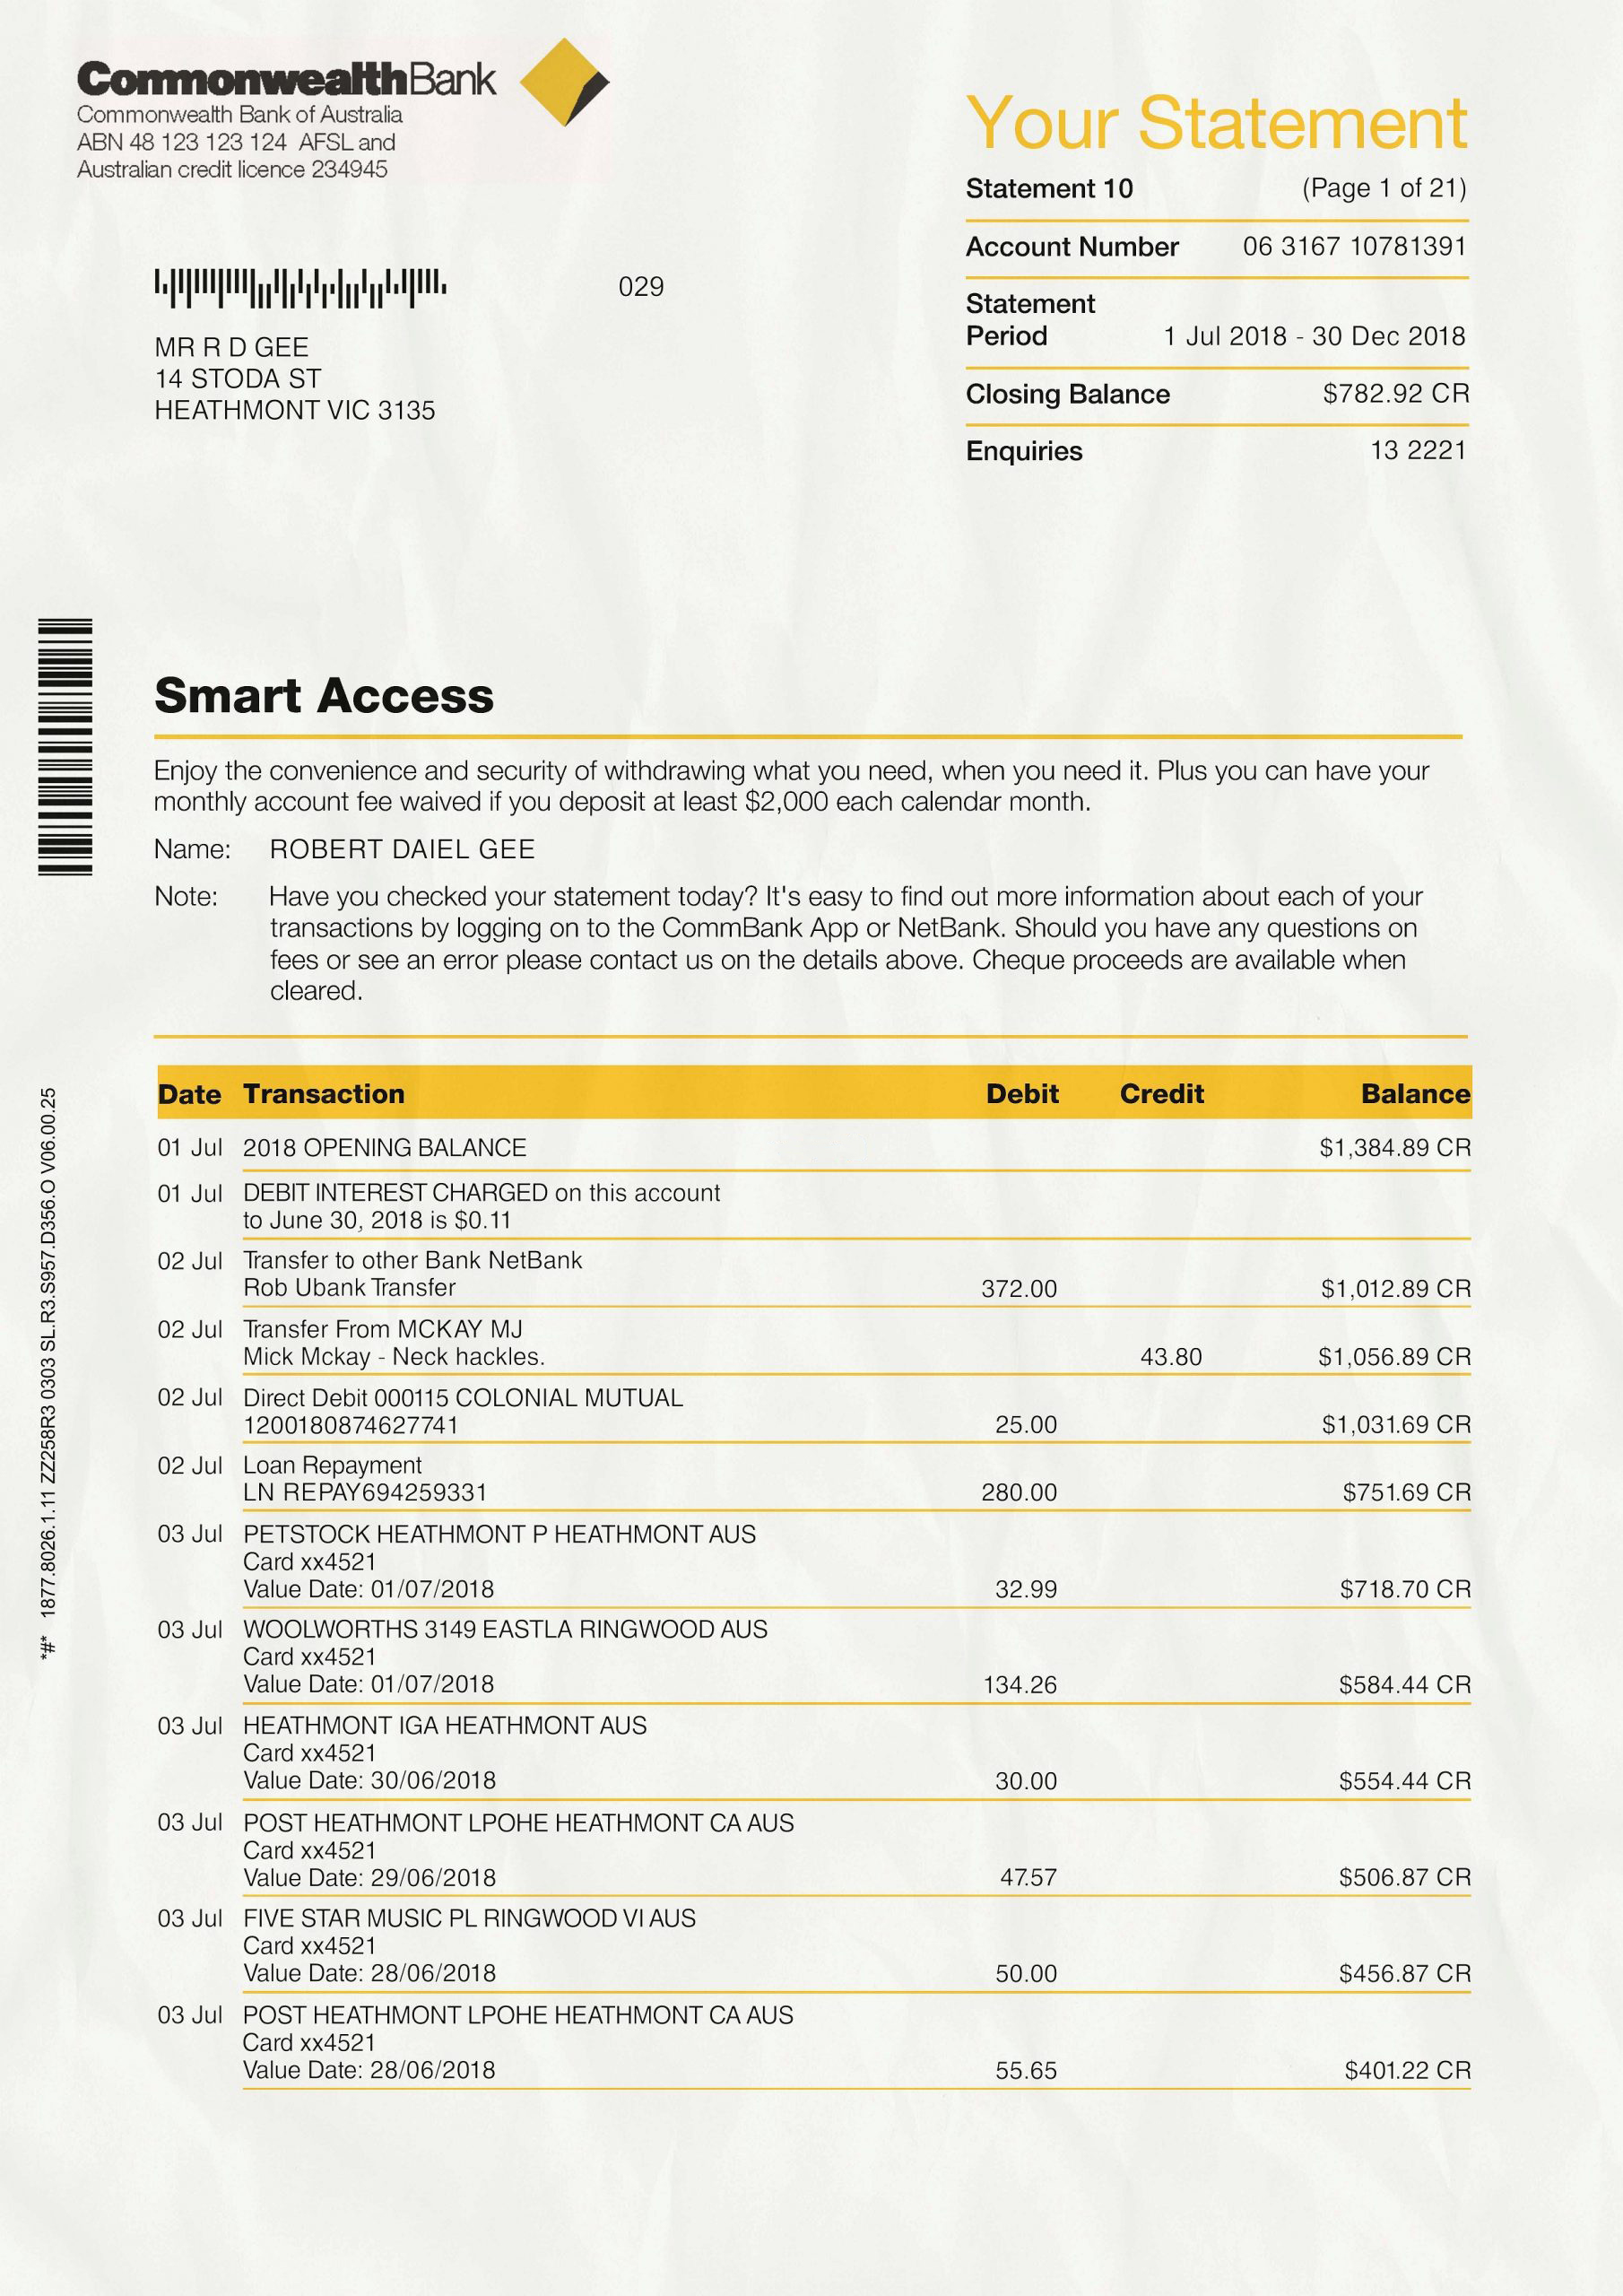 CommonwealthBank
Commonwealth Bank of Australia
ABN 48 123 123 124 AFSL and
Australian credit licence 234945
Your Statement
Statement 10 (Page 1 of 21)
Account Number 06 3167 10781391
Statement
Period 1 Jul 2018 - 30 Dec 2018
Closing Balance $782.92 CR
Enquiries 13 2221
029
MR R D GEE
14 STODA ST
HEATHMONT VIC 3135
Smart Access
Enjoy the convenience and security of withdrawing what you need, when you need it. Plus you can have your
monthly account fee waived if you deposit at least $2,000 each calendar month.
Name: ROBERT DAIEL GEE
Note: Have you checked your statement today? It's easy to find out more information about each of your
transactions by logging on to the CommBank App or NetBank. Should you have any questions on
fees or see an error please contact us on the details above. Cheque proceeds are available when
cleared.
Date Transaction Debit Credit Balance
01 Jul 2018 OPENING BALANCE $1,384.89 CR
01 Jul DEBIT INTEREST CHARGED on this account
to June 30, 2018 is $0.11
02 Jul Transfer to other Bank NetBank
Rob Ubank Transfer 372.00 $1,012.89 CR
02 Jul Transfer From MCKAY MJ
Mick Mckay - Neck hackles. 43.80 $1,056.89 CR
02 Jul Direct Debit 000115 COLONIAL MUTUAL
1200180874627741 25.00 $1,031.69 CR
02 Jul Loan Repayment
LN REPAY694259331 280.00 $751.69 CR
03 Jul PETSTOCK HEATHMONT P HEATHMONT AUS
Card xx4521
Value Date: 01/07/2018 32.99 $718.70 CR
03 Jul WOOLWORTHS 3149 EASTLA RINGWOOD AUS
Card xx4521
Value Date: 01/07/2018 134.26 $584.44 CR
03 Jul HEATHMONT IGA HEATHMONT AUS
Card xx4521
Value Date: 30/06/2018 30.00 $554.44 CR
03 Jul POST HEATHMONT LPOHE HEATHMONT CA AUS
Card xx4521
Value Date: 29/06/2018 47.57 $506.87 CR
03 Jul FIVE STAR MUSIC PL RINGWOOD VI AUS
Card xx4521
Value Date: 28/06/2018 50.00 $456.87 CR
03 Jul POST HEATHMONT LPOHE HEATHMONT CA AUS
Card xx4521
Value Date: 28/06/2018 55.65 $401.22 CR
*#* 1877.8026.1.11 ZZ258R3 0303 SL.R3.S957.D356.O V06.00.25